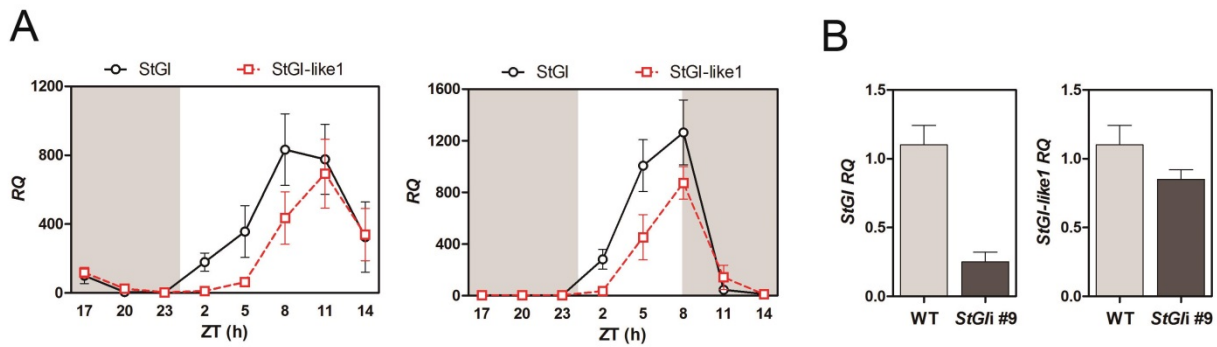 A
StGI StGI-like1
1200
800
400
0
RQ
17 20 23 2 5 8 11 14
ZT (h)
StGI StGI-like1
1600
1200
800
400
0
RQ
17 20 23 2 5 8 11 14
ZT (h)
B
1.5
1.0
0.5
0.0
StGI RQ
WT StGIi #9
1.5
1.0
0.5
0.0
StGI-like1 RQ
WT StGIi #9